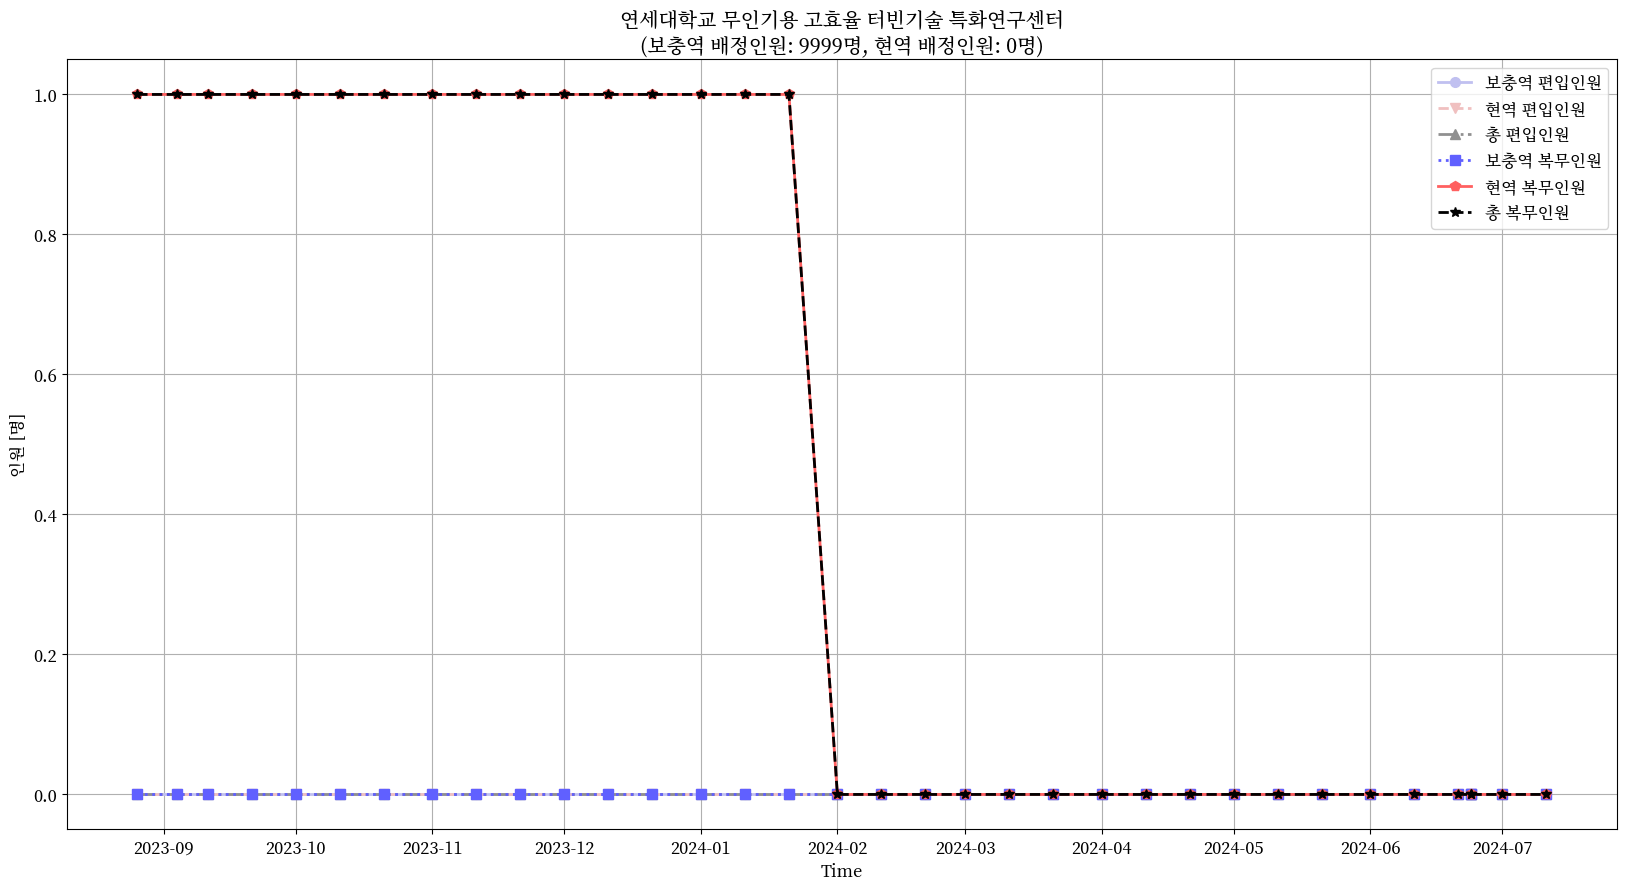 연세대학교 무인기용 고효율 터빈기술 특화연구센터
(보충역 배정인원: 9999명, 현역 배정인원: 0명)
보충역 편입인원
현역 편입인원
총 편입인원
보충역 복무인원
현역 복무인원
총 복무인원
인원 [명]
1.0
0.8
0.6
0.4
0.2
0.0
2023-09 2023-10 2023-11 2023-12 2024-01 2024-02 2024-03 2024-04 2024-05 2024-06 2024-07
Time